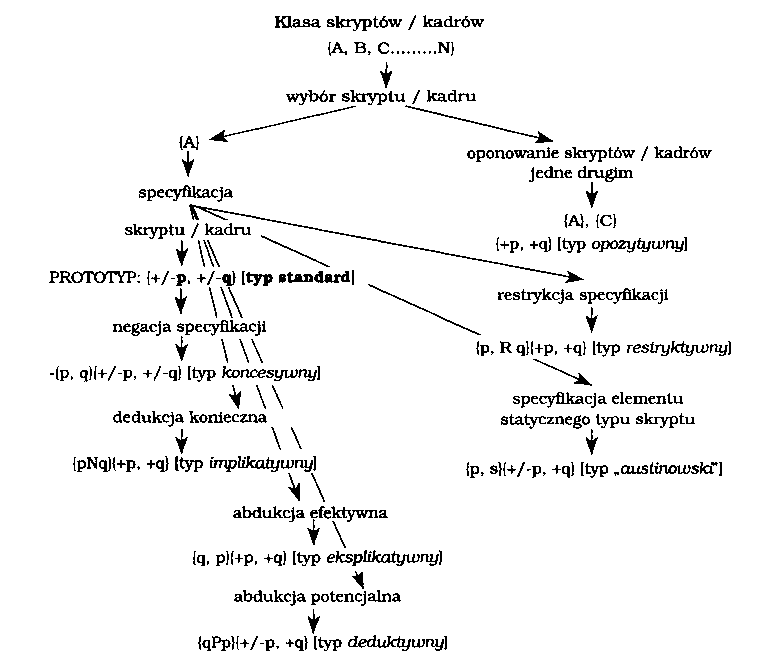 Klasa skryptów / kadrów
{A, B, C.........N}
wybór skryptu / kadru
{A}
specyfikacja
skryptu / kadru
PROTOTYP: {+/-p, +/-q} [typ standard]
negacja specyfikacji
-(p, q){+/-p, +/-q} [typ koncesywny]
dedukcja konieczna
{pNq}{+p, +q} [typ implikatywny]
abdukcja efektywna
{q, p}{+p, +q} [typ eksplikatywny]
abdukcja potencjalna
{qPp}{+/-p, +q} [typ deduktywny]
oponowanie skryptów / kadrów
jedne drugim
{A}, {C}
{+p, +q} [typ opozytywny]
restrykcja specyfikacji
{p, R q}{+p, +q} [typ restryktywny]
specyfikacja elementu
statycznego typu skryptu
{p, s}{+/-p, +q} [typ „austinowski”]